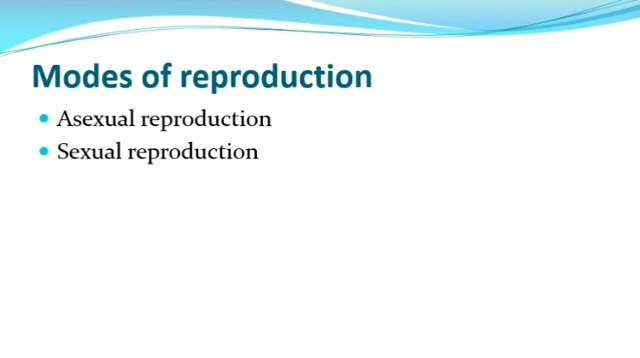 Modes of reproduction
Asexual reproduction
Sexual reproduction